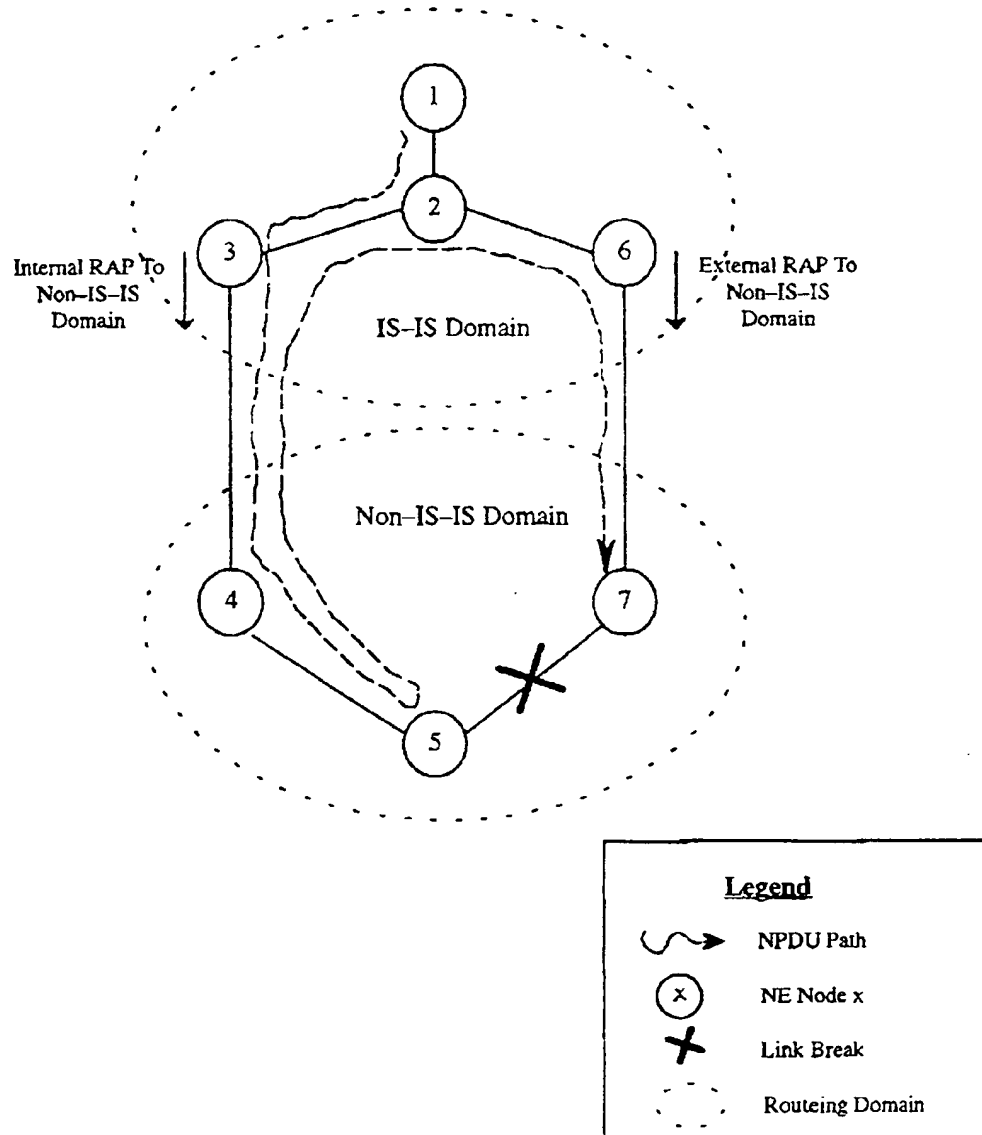 1
2
3
6
Internal RAP To
Non–IS–IS
Domain
External RAP To
Non–IS–IS
Domain
IS–IS Domain
Non–IS–IS Domain
4
7
5
Legend
NPDU Path
x
NE Node x
Link Break
Routeing Domain